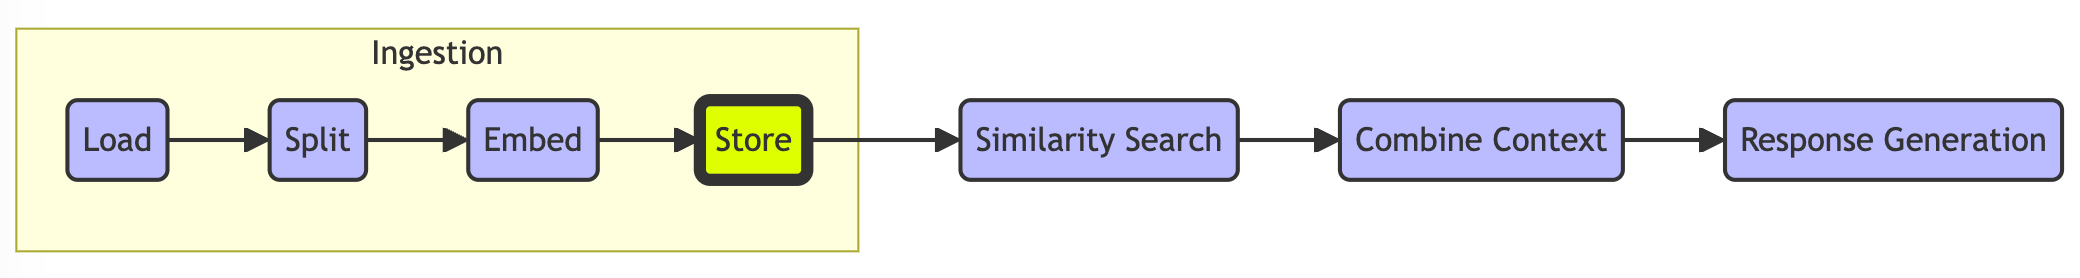 Ingestion
Load
Split
Embed
Store
Similarity Search
Combine Context
Response Generation